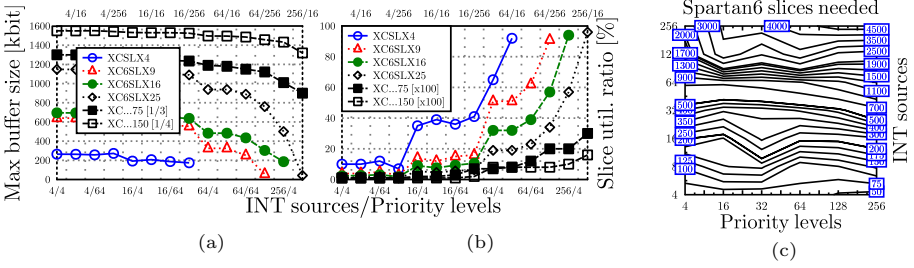 4/16 4/256 16/16 16/256 64/16 64/256 256/16
4/16 4/256 16/16 16/256 64/16 64/256 256/16
Spartan6 slices needed
Max buffer size [kbit]
1600
1400
1200
1000
800
600
400
200
0
XCSLX4
XC6SLX9
XC6SLX16
XC6SLX25
XC...75 [1/3]
XC...150 [1/4]
4/4 4/64 16/4 16/64 64/4 64/64 256/4
(a)
100
80
60
40
20
0
XCSLX4
XC6SLX9
XC6SLX16
XC6SLX25
XC...75 [x100]
XC...150 [x100]
4/4 4/64 16/4 16/64 64/4 64/64 256/4
Slice util. ratio [%]
INT sources/Priority levels
(b)
256
4
3000
2000
1700
1300
900
500
350
250
200
125
100
4000
4500
3500
2500
1900
1500
1100
700
400
300
150
75
50
4 16 32 64 128 256
Priority levels
INT sources
(c)